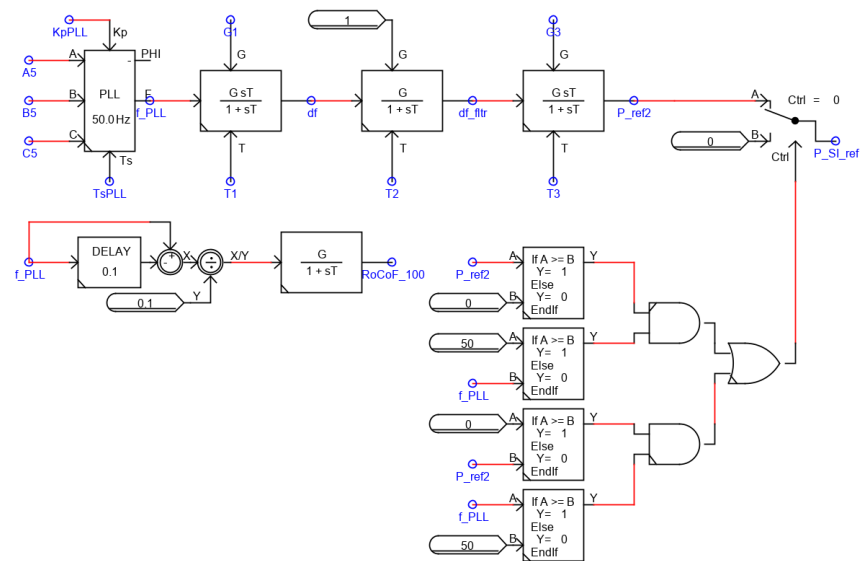 KpPLL
Kp
G1
1
G3
A
PHI
G
G
G
A5
PLL
G sT
1 + sT
G
1 + sT
G sT
1 + sT
A
Ctrl = 0
B
F
B5
50.0 Hz
f_PLL
df
df_fltr
P_ref2
C
0
B
Ctrl
P_SI_ref
C5
Ts
T
T
T
TsPLL
T1
T2
T3
DELAY
0.1
+
-
X
÷
X/Y
G
1 + sT
f_PLL
RoCoF_100
0.1
Y
P_ref2
A
If A >= B
Y= 1
Else
Y= 0
EndIf
Y
0
B
50
A
If A >= B
Y= 1
Else
Y= 0
EndIf
Y
f_PLL
B
0
A
If A >= B
Y= 1
Else
Y= 0
EndIf
Y
P_ref2
B
f_PLL
A
If A >= B
Y= 1
Else
Y= 0
EndIf
Y
50
B